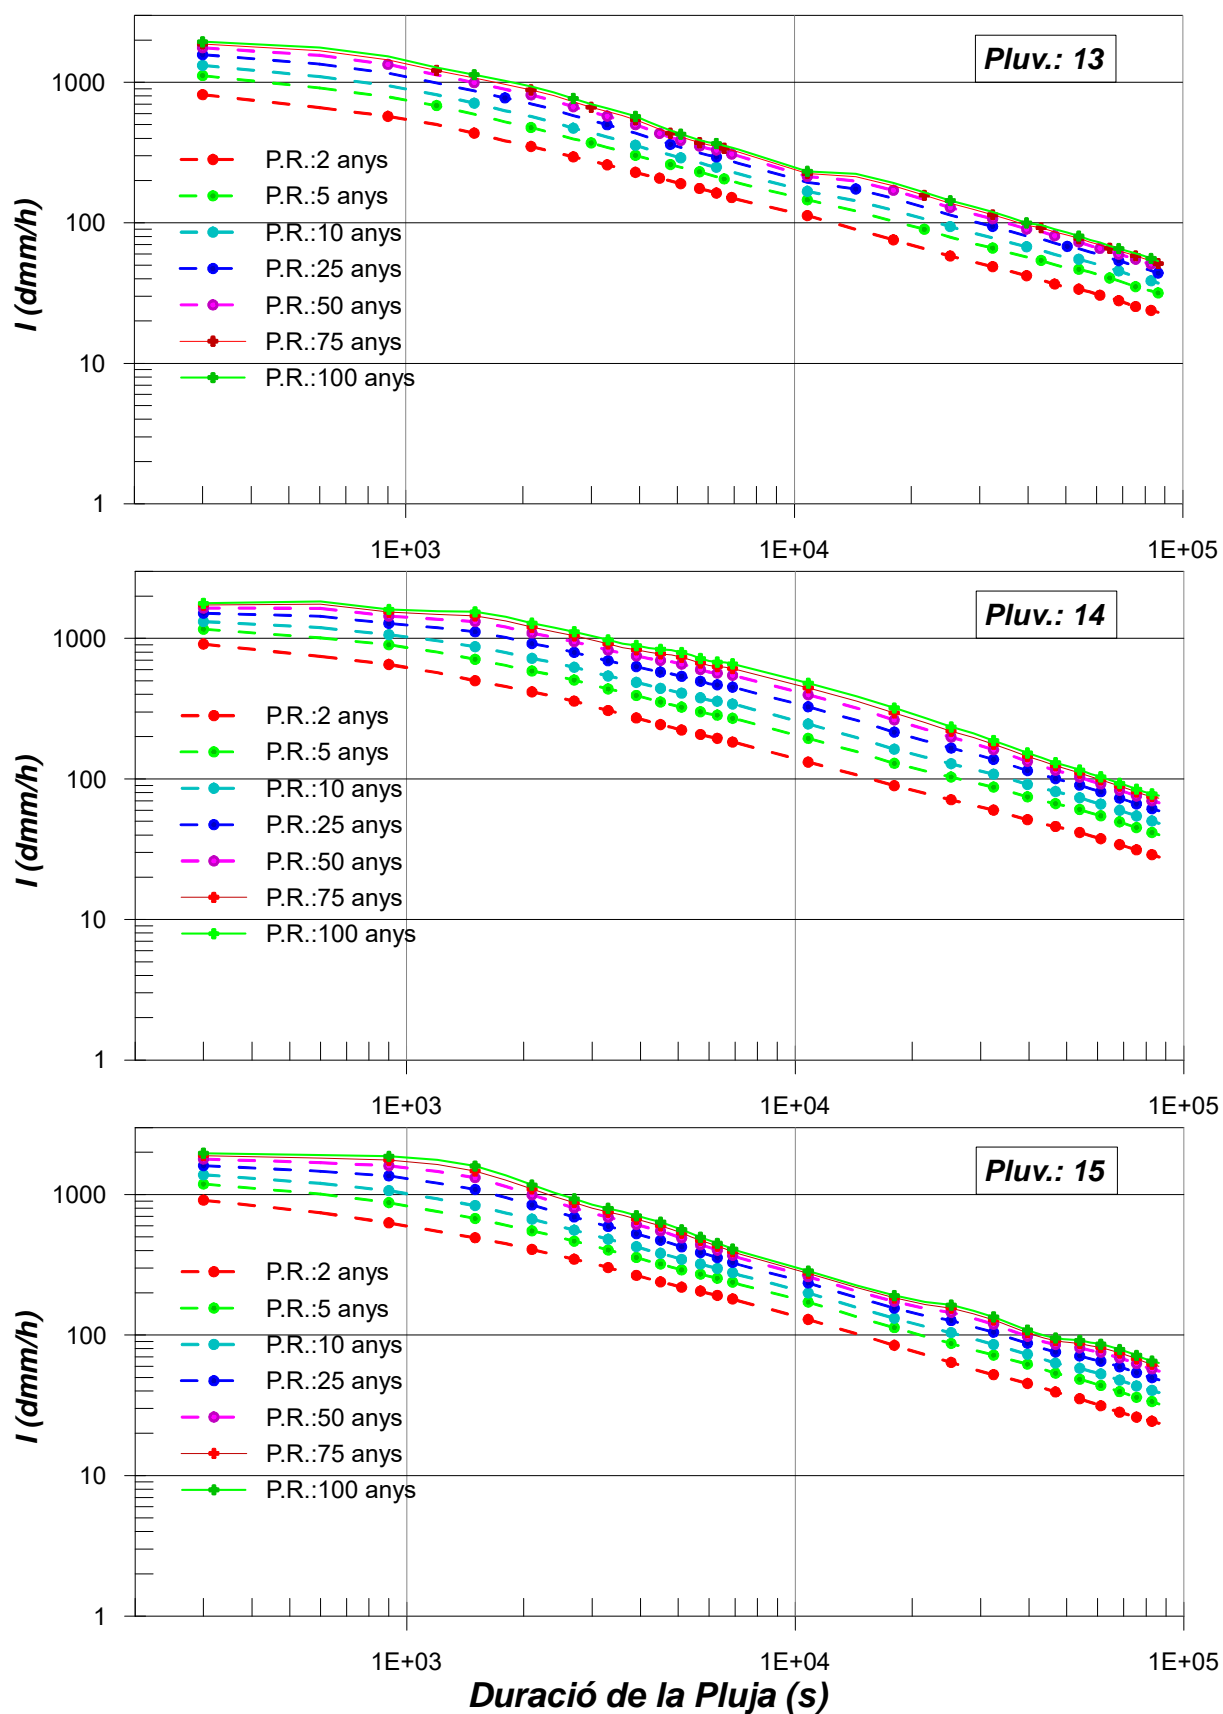 Pluv.: 13
1000
100
10
1
I (dmm/h)
P.R.:2 anys
P.R.:5 anys
P.R.:10 anys
P.R.:25 anys
P.R.:50 anys
P.R.:75 anys
P.R.:100 anys
1E+03 1E+04 1E+05
Pluv.: 14
1000
100
10
1
I (dmm/h)
P.R.:2 anys
P.R.:5 anys
P.R.:10 anys
P.R.:25 anys
P.R.:50 anys
P.R.:75 anys
P.R.:100 anys
1E+03 1E+04 1E+05
Pluv.: 15
1000
100
10
1
I (dmm/h)
P.R.:2 anys
P.R.:5 anys
P.R.:10 anys
P.R.:25 anys
P.R.:50 anys
P.R.:75 anys
P.R.:100 anys
1E+03 1E+04 1E+05
Duració de la Pluja (s)